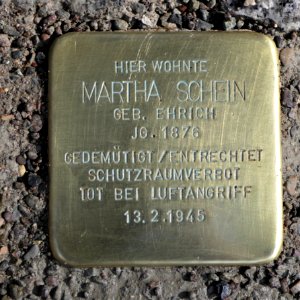 HIER WOHNTE
MARTHA SCHEIN
GEB. EHRICH
JG. 1876
GEDEMÜTIGT/ENTRECHTET
SCHUTZRAUMVERBOT
TOT BEI LUFTANGRIFF
13.2.1945